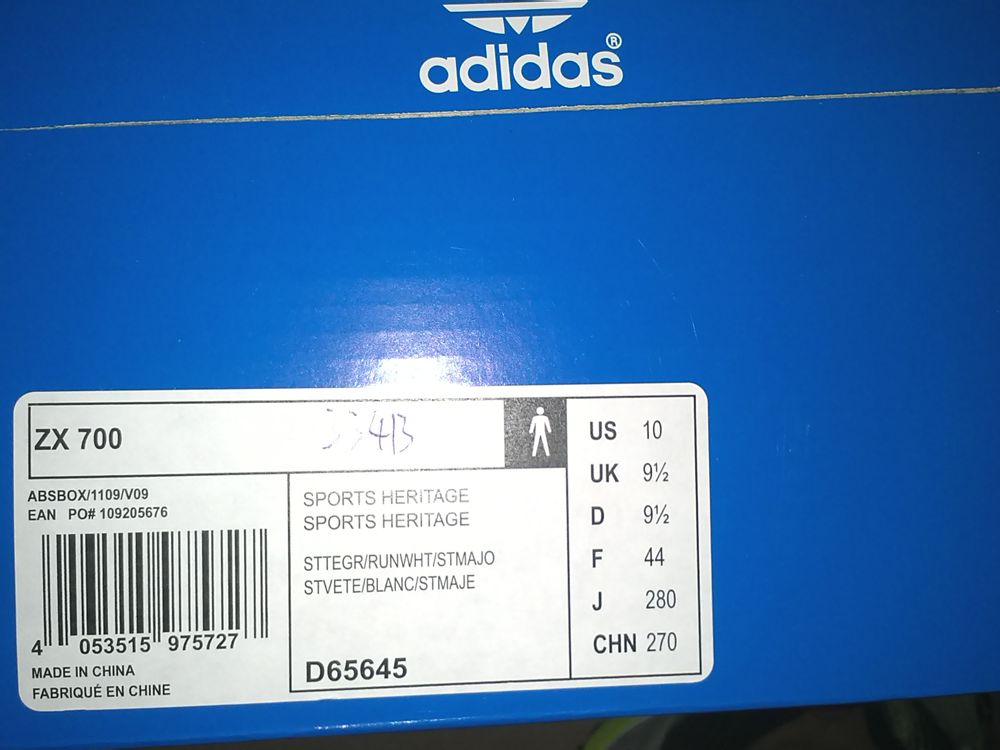 adidas®
ZX 700
ABSBOX/1109/V09
EAN PO# 109205676
4 053515 975727
MADE IN CHINA
FABRIQUÉ EN CHINE
SPORTS HERITAGE
SPORTS HERITAGE
STTEGR/RUNWHT/STMAJO
STVETE/BLANC/STMAJE
D65645
US 10
UK 9½
D 9½
F 44
J 280
CHN 270